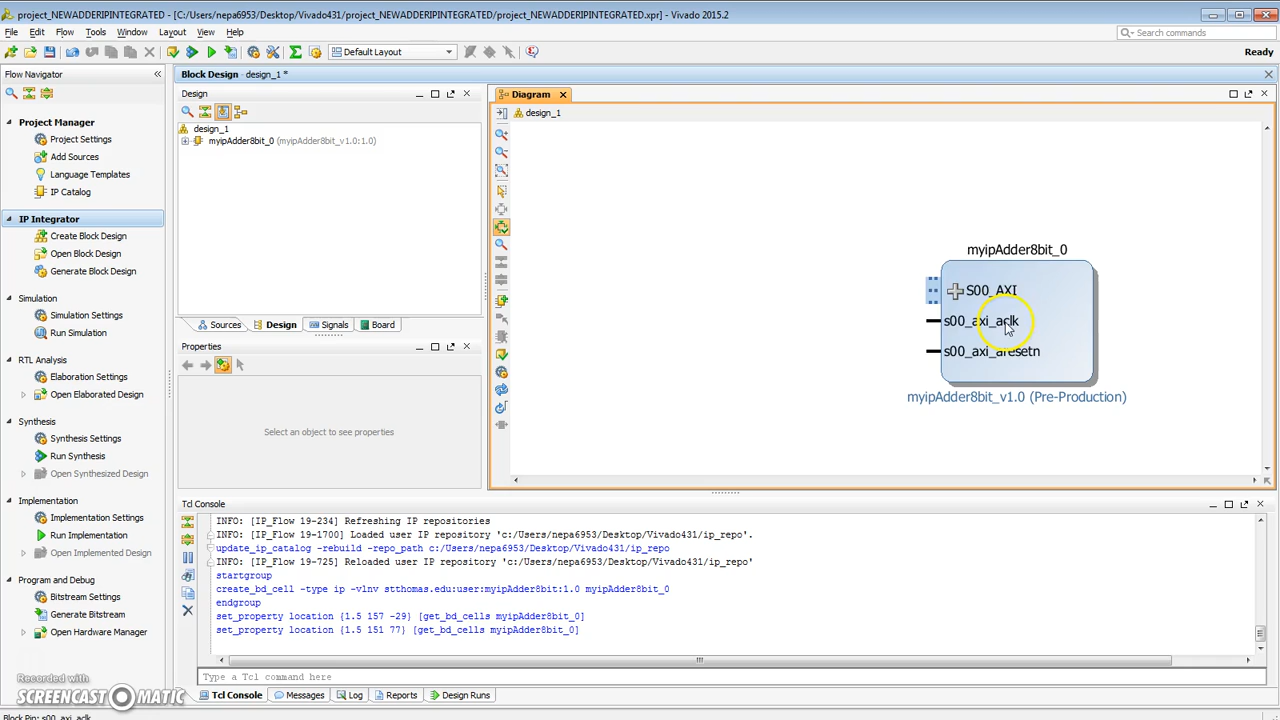 project_NEWADDERIPINTEGRATED - [C:/Users/nepa6953/Desktop/Vivado431/project_NEWADDERIPINTEGRATED/project_NEWADDERIPINTEGRATED.xpr] - Vivado 2015.2
File Edit Flow Tools Window Layout View Help
Search commands
Default Layout
Ready
Flow Navigator
Project Manager
Project Settings
Add Sources
Language Templates
IP Catalog
IP Integrator
Create Block Design
Open Block Design
Generate Block Design
Simulation
Simulation Settings
Run Simulation
RTL Analysis
Elaboration Settings
Open Elaborated Design
Synthesis
Synthesis Settings
Run Synthesis
Open Synthesized Design
Implementation
Implementation Settings
Run Implementation
Open Implemented Design
Program and Debug
Bitstream Settings
Generate Bitstream
Open Hardware Manager
Block Design - design_1 *
Design
design_1
myipAdder8bit_0 (myipAdder8bit_v1.0:1.0)
Sources Design Signals Board
Properties
Select an object to see properties
Diagram
design_1
myipAdder8bit_0
S00_AXI
s00_axi_aclk
s00_axi_aresetn
myipAdder8bit_v1.0 (Pre-Production)
Tcl Console
INFO: [IP_Flow 19-234] Refreshing IP repositories
INFO: [IP_Flow 19-1700] Loaded user IP repository 'c:/Users/nepa6953/Desktop/Vivado431/ip_repo'.
update_ip_catalog -rebuild -repo_path c:/Users/nepa6953/Desktop/Vivado431/ip_repo
INFO: [IP_Flow 19-725] Reloaded user IP repository 'c:/Users/nepa6953/Desktop/Vivado431/ip_repo'
startgroup
create_bd_cell -type ip -vlnv stthomas.edu:user:myipAdder8bit:1.0 myipAdder8bit_0
endgroup
set_property location {1.5 157 -29} [get_bd_cells myipAdder8bit_0]
set_property location {1.5 151 77} [get_bd_cells myipAdder8bit_0]
Type a Tcl command here
Tcl Console Messages Log Reports Design Runs
Recorded with
SCREENCAST MATIC
Block Pin: s00_axi_aclk